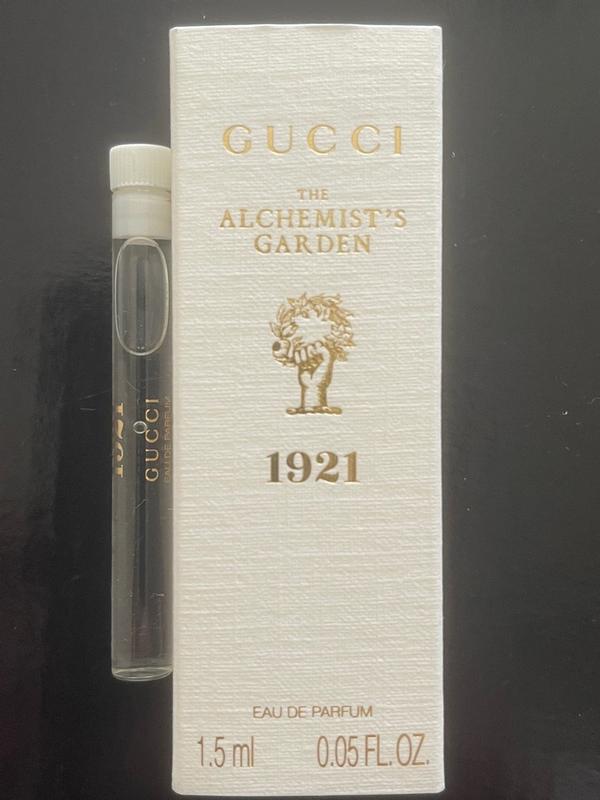 GUCCI
THE
ALCHEMIST'S
GARDEN
1921
EAU DE PARFUM
1.5 ml 0.05 FL. OZ.
1921
GUCCI
EAU DE PARFUM